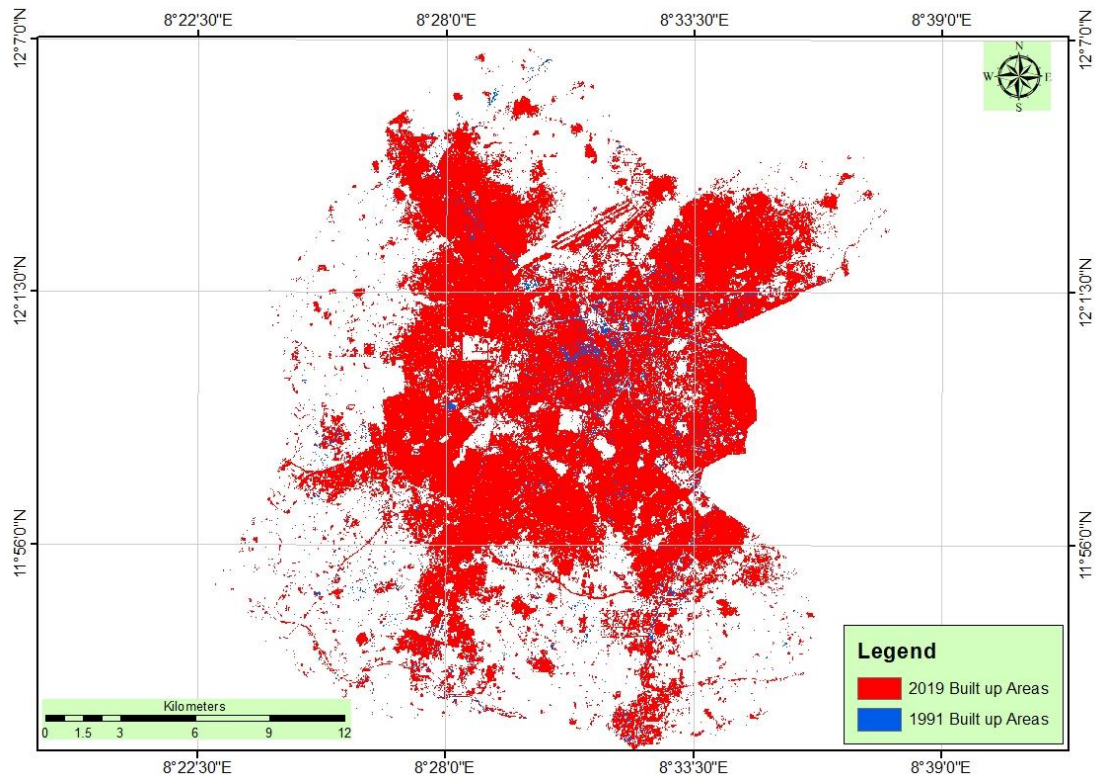 8°22'30"E 8°28'0"E 8°33'30"E 8°39'0"E
12°7'0"N 12°7'0"N
N
W E
S
12°1'30"N 12°1'30"N
11°56'0"N 11°56'0"N
Legend
2019 Built up Areas
1991 Built up Areas
Kilometers
0 1.5 3 6 9 12
8°22'30"E 8°28'0"E 8°33'30"E 8°39'0"E